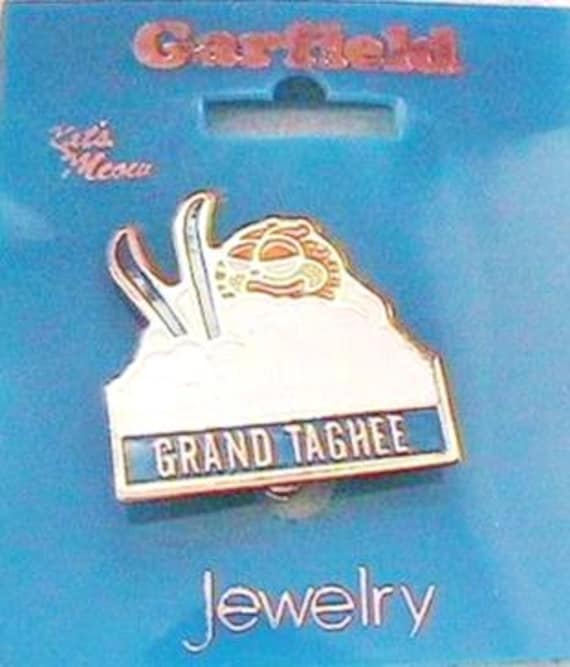 Garfield
Kat's
Meow
GRAND TAGHEE
Jewelry